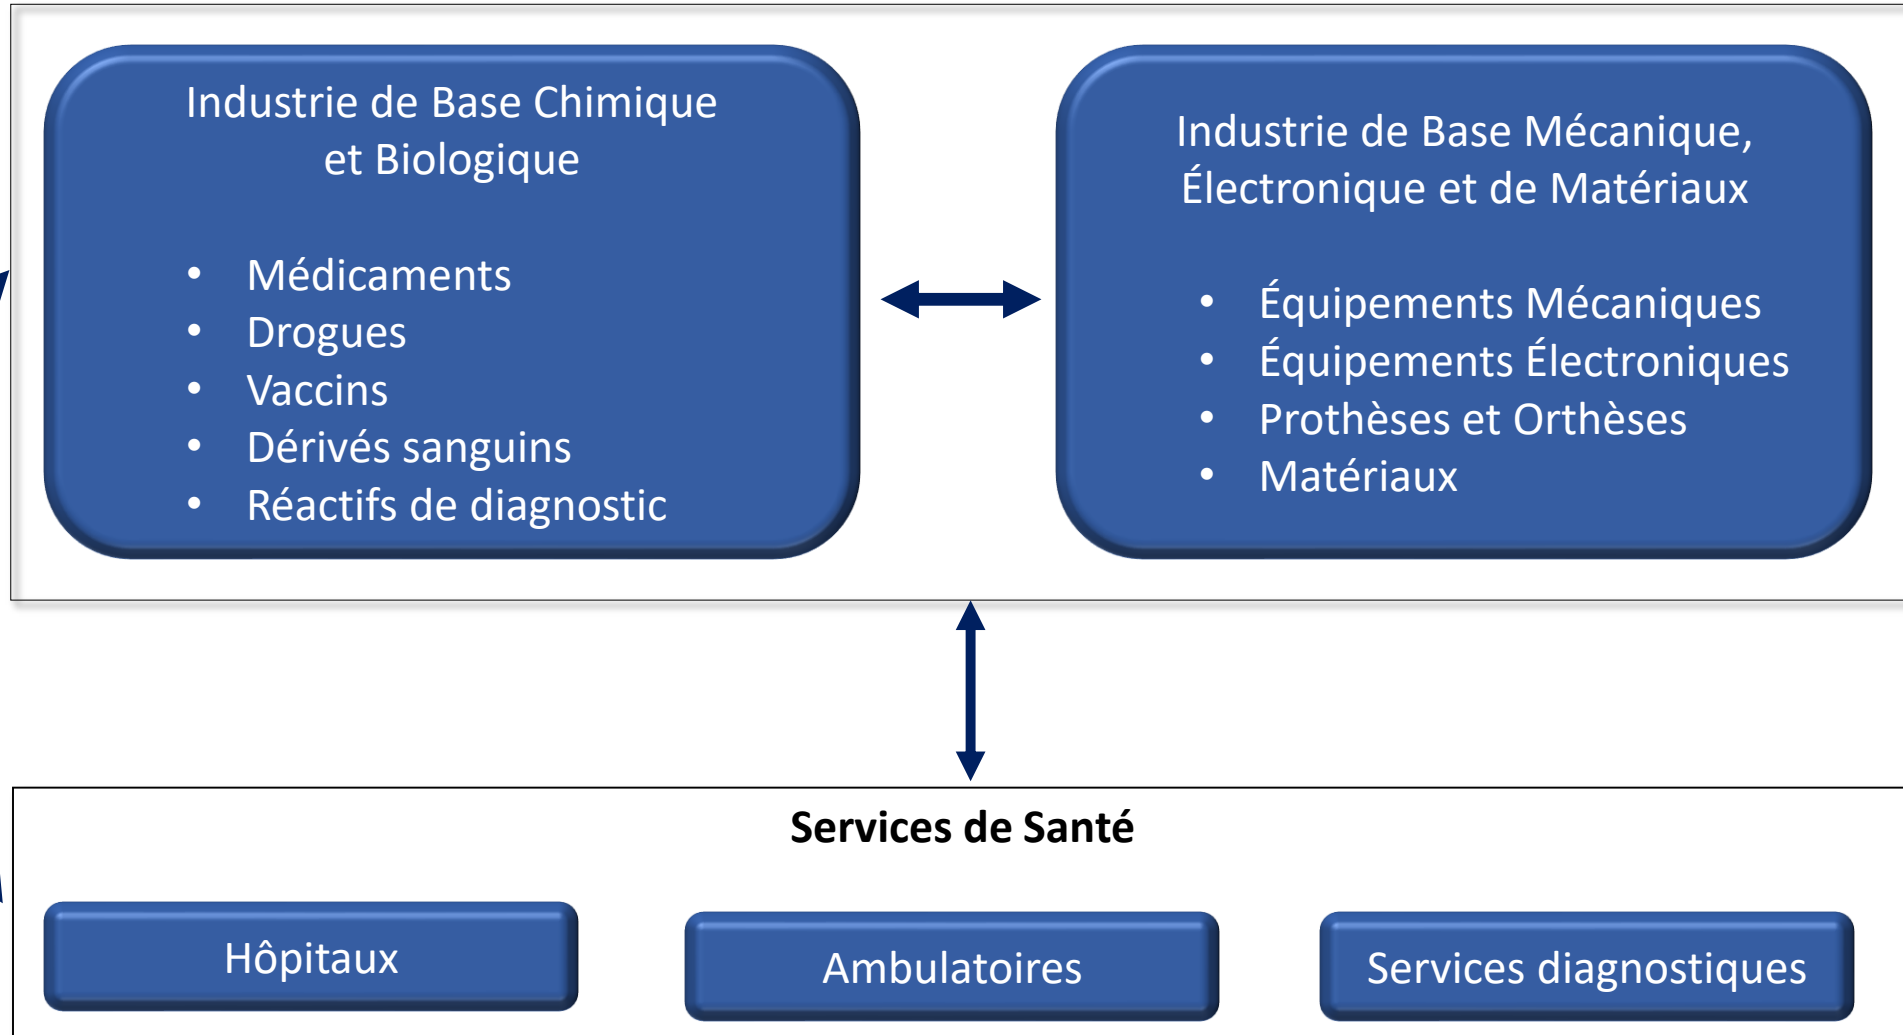 Industrie de Base Chimique
et Biologique
• Médicaments
• Drogues
• Vaccins
• Dérivés sanguins
• Réactifs de diagnostic
Industrie de Base Mécanique,
Électronique et de Matériaux
• Équipements Mécaniques
• Équipements Électroniques
• Prothèses et Orthèses
• Matériaux
Services de Santé
Hôpitaux
Ambulatoires
Services diagnostiques